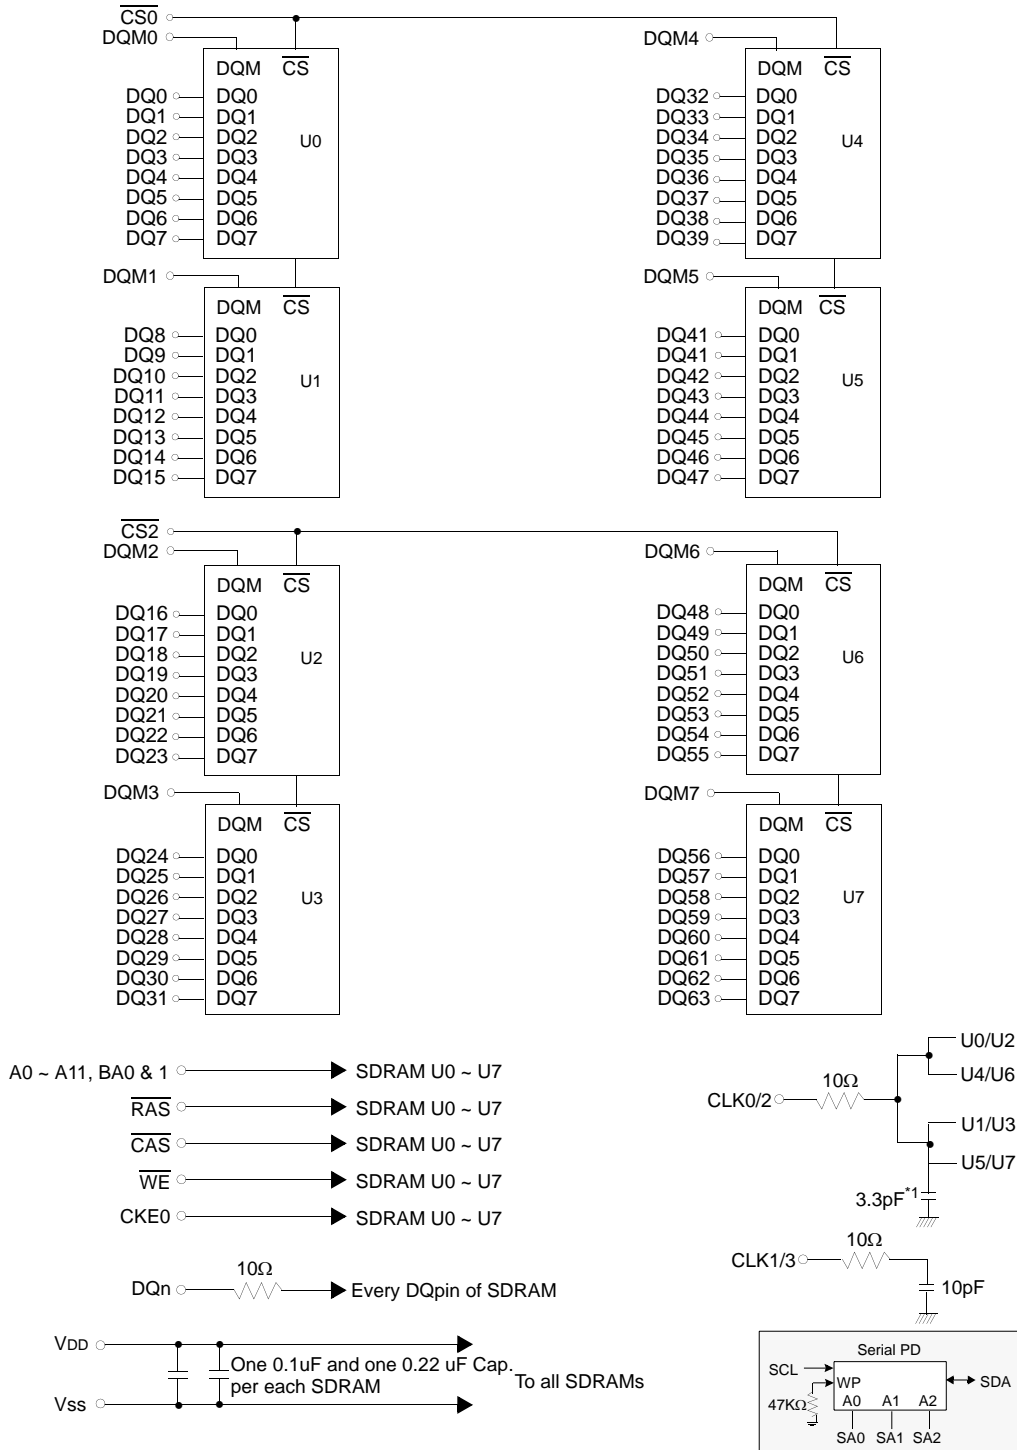 CS0
DQM0
DQM CS
DQ0 DQ0
DQ1 DQ1
DQ2 DQ2
DQ3 DQ3
DQ4 DQ4
DQ5 DQ5
DQ6 DQ6
DQ7 DQ7
U0
DQM4
DQM CS
DQ32 DQ0
DQ33 DQ1
DQ34 DQ2
DQ35 DQ3
DQ36 DQ4
DQ37 DQ5
DQ38 DQ6
DQ39 DQ7
U4
DQM1
DQM CS
DQ8 DQ0
DQ9 DQ1
DQ10 DQ2
DQ11 DQ3
DQ12 DQ4
DQ13 DQ5
DQ14 DQ6
DQ15 DQ7
U1
DQM5
DQM CS
DQ41 DQ0
DQ41 DQ1
DQ42 DQ2
DQ43 DQ3
DQ44 DQ4
DQ45 DQ5
DQ46 DQ6
DQ47 DQ7
U5
CS2
DQM2
DQM CS
DQ16 DQ0
DQ17 DQ1
DQ18 DQ2
DQ19 DQ3
DQ20 DQ4
DQ21 DQ5
DQ22 DQ6
DQ23 DQ7
U2
DQM6
DQM CS
DQ48 DQ0
DQ49 DQ1
DQ50 DQ2
DQ51 DQ3
DQ52 DQ4
DQ53 DQ5
DQ54 DQ6
DQ55 DQ7
U6
DQM3
DQM CS
DQ24 DQ0
DQ25 DQ1
DQ26 DQ2
DQ27 DQ3
DQ28 DQ4
DQ29 DQ5
DQ30 DQ6
DQ31 DQ7
U3
DQM7
DQM CS
DQ56 DQ0
DQ57 DQ1
DQ58 DQ2
DQ59 DQ3
DQ60 DQ4
DQ61 DQ5
DQ62 DQ6
DQ63 DQ7
U7
A0 ~ A11, BA0 & 1 SDRAM U0 ~ U7
RAS SDRAM U0 ~ U7
CAS SDRAM U0 ~ U7
WE SDRAM U0 ~ U7
CKE0 SDRAM U0 ~ U7
DQn 10Ω Every DQpin of SDRAM
VDD
One 0.1uF and one 0.22 uF Cap.
per each SDRAM
To all SDRAMs
Vss
CLK0/2 10Ω
U0/U2
U4/U6
U1/U3
U5/U7
3.3pF*1
CLK1/3 10Ω
10pF
Serial PD
SCL
WP
SDA
47KΩ
A0 A1 A2
SA0 SA1 SA2